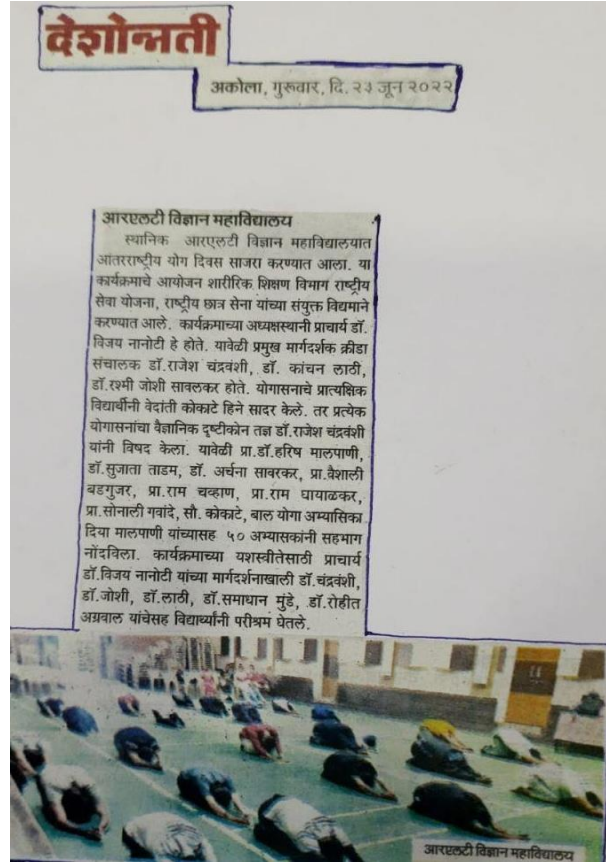 देशोन्नती
अकोला, गुरूवार, दि. २३ जून २०२२
आरएलटी विज्ञान महाविद्यालय
स्थानिक आरएलटी विज्ञान महाविद्यालयात
आंतरराष्ट्रीय योग दिवस साजरा करण्यात आला. या
कार्यक्रमाचे आयोजन शारीरिक शिक्षण विभाग राष्ट्रीय
सेवा योजना, राष्ट्रीय छात्र सेना यांच्या संयुक्त विद्यमाने
करण्यात आले. कार्यक्रमाच्या अध्यक्षस्थानी प्राचार्य डॉ.
विजय नानोटी हे होते. यावेळी प्रमुख मार्गदर्शक क्रीडा
संचालक डॉ.राजेश चंद्रवंशी, डॉ. कांचन लाठी,
डॉ.रश्मी जोशी सावलकर होते. योगासनाचे प्रात्यक्षिक
विद्यार्थीनी वेदांती कोकाटे हिने सादर केले. तर प्रत्येक
योगासनांचा वैज्ञानिक दृष्टीकोन तज्ञ डॉ.राजेश चंद्रवंशी
यांनी विषद केला. यावेळी प्रा.डॉ.हरिष मालपाणी,
डॉ.सुजाता ताडम, डॉ. अर्चना सावरकर, प्रा.वैशाली
बडगुजर, प्रा.राम चव्हाण, प्रा.राम घायाळकर,
प्रा.सोनाली गवांदे, सौ. कोकाटे, बाल योगा अभ्यासिका
दिया मालपाणी यांच्यासह ५० अभ्यासकांनी सहभाग
नोंदविला. कार्यक्रमाच्या यशस्वीतेसाठी प्राचार्य
डॉ.विजय नानोटी यांच्या मार्गदर्शनाखाली डॉ.चंद्रवंशी,
डॉ.जोशी, डॉ.लाठी, डॉ.समाधान मुंडे, डॉ.रोहीत
अग्रवाल यांचेसह विद्यार्थ्यांनी परीश्रम घेतले.
आरएलटी विज्ञान महाविद्यालय